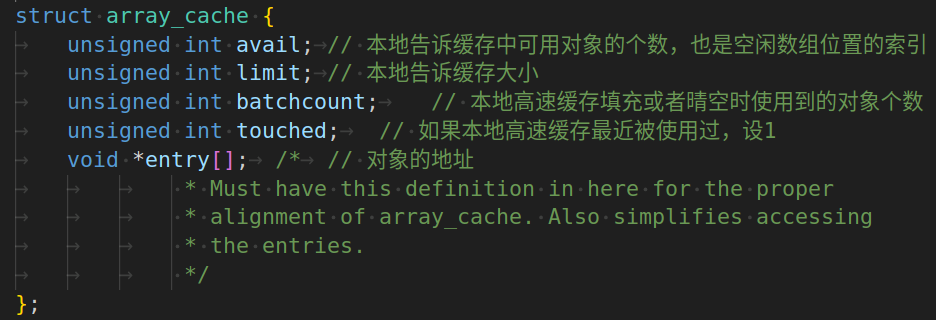 struct array_cache {
unsigned int avail; // 本地告诉缓存中可用对象的个数，也是空闲数组位置的索引
unsigned int limit; // 本地告诉缓存大小
unsigned int batchcount; // 本地高速缓存填充或者晴空时使用到的对象个数
unsigned int touched; // 如果本地高速缓存最近被使用过，设1
void *entry[]; /* // 对象的地址
* Must have this definition in here for the proper
* alignment of array_cache. Also simplifies accessing
* the entries.
*/
};